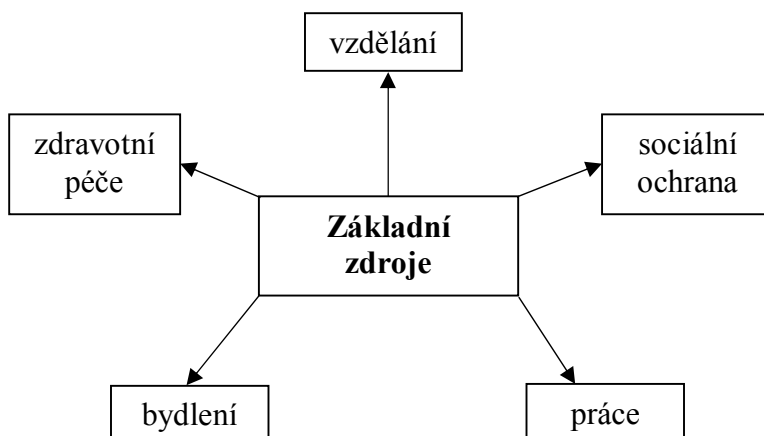 vzdělání
zdravotní
péče
sociální
ochrana
Základní
zdroje
bydlení
práce